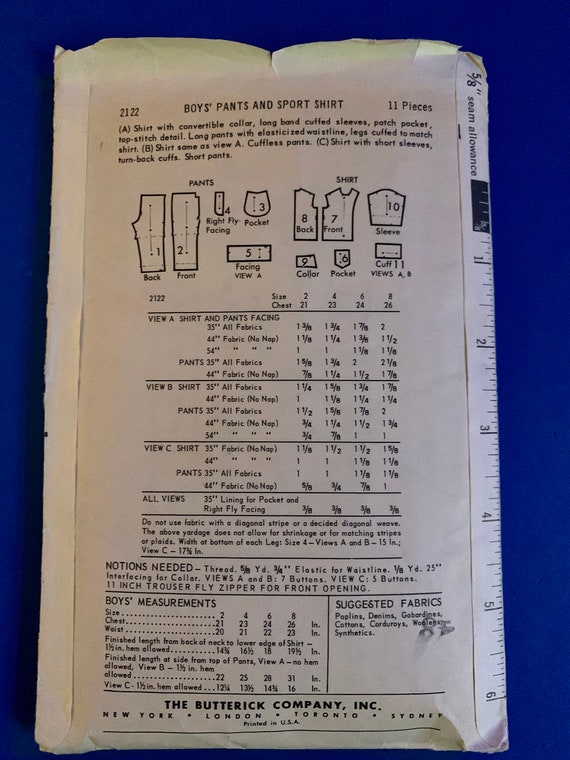 2122 BOYS' PANTS AND SPORT SHIRT 11 Pieces
(A) Shirt with convertible collar, long band cuffed sleeves, patch pocket,
top-stitch detail. Long pants with elasticized waistline, legs cuffed to match
shirt. (B) Shirt same as view A. Cuffless pants. (C) Shirt with short sleeves,
turn-back cuffs. Short pants.
PANTS SHIRT
1 Back
2 Front
4 Right Fly Facing
3 Pocket
5 Facing VIEW A
8 Back
7 Front
10 Sleeve
9 Collar
6 Pocket
Cuff 11 VIEWS A, B
2122 Size 2 4 6 8
Chest 21 23 24 26
VIEW A SHIRT AND PANTS FACING
35" All Fabrics 1 3/8 1 3/4 1 7/8 2
44" Fabric (No Nap) 1 1/8 1 1/4 1 3/8 1 1/2
54" " " " 1 1 1 1/8 1 1/8
PANTS 35" All Fabrics 1 5/8 1 3/4 2 2 1/8
44" Fabric (No Nap) 7/8 1 1/4 1 1/2 1 7/8
VIEW B SHIRT 35" All Fabrics 1 1/4 1 5/8 1 3/4 1 7/8
44" Fabric (No Nap) 1 1 1/8 1 1/4 1 1/4
PANTS 35" All Fabrics 1 1/2 1 5/8 1 7/8 2
44" Fabric (No Nap) 3/4 1 1/4 1 1/2 1 3/4
54" " " " 3/4 7/8 1 1
VIEW C SHIRT 35" Fabric (No Nap) 1 1/8 1 1/2 1 1/2 1 5/8
44" " " " 1 1 1 1/8 1 1/8
PANTS 35" All Fabrics 1 1 1 1/8 1 1/8
44" Fabric (No Nap) 5/8 3/4 7/8 1
ALL VIEWS 35" Lining for Pocket and
Right Fly Facing 3/8 3/8 3/8 3/8
Do not use fabric with a diagonal stripe or a decided diagonal weave.
The above yardage does not allow for shrinkage or for matching stripes
or plaids. Width at bottom of each Leg: Size 4–Views A and B - 15 In.;
View C - 17¾ In.
NOTIONS NEEDED – Thread. 5/8 Yd. 3/4" Elastic for Waistline. 1/8 Yd. 25"
Interfacing for Collar. VIEWS A and B: 7 Buttons. VIEW C: 5 Buttons.
11 INCH TROUSER FLY ZIPPER FOR FRONT OPENING.
BOYS' MEASUREMENTS
Size 2 4 6 8
Chest 21 23 24 26 In.
Waist 20 21 22 23 In.
Finished length from back of neck to lower edge of Shirt –
1½ in. hem allowed 14¾ 16½ 18 19½ In.
Finished length at side from top of Pants, View A – no hem
allowed, View B – 1½ in. hem
allowed 22 25 28 31 In.
View C - 1½ in. hem allowed 12¼ 13½ 14¾ 16 In.
SUGGESTED FABRICS
Poplins, Denims, Gabardines,
Cottons, Corduroys, Woolens,
Synthetics.
THE BUTTERICK COMPANY, INC.
NEW YORK • LONDON • TORONTO • SYDNEY
Printed in U.S.A.
5/8" seam allowance
1
2
3
4
5
6